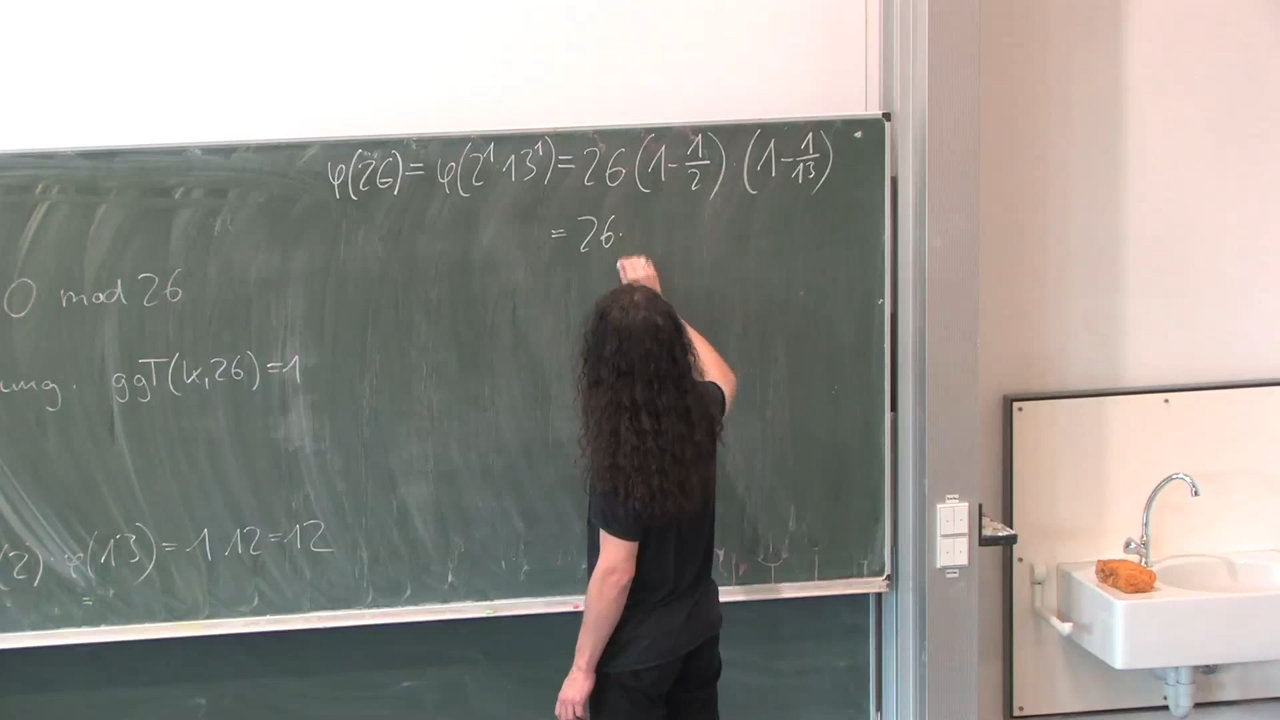 φ(26) = φ(2¹ 13¹) = 26 (1 - 1/2) · (1 - 1/13)
= 26 ·
0 mod 26
ggT(k, 26) = 1
(2) · φ(13) = 1 12 = 12